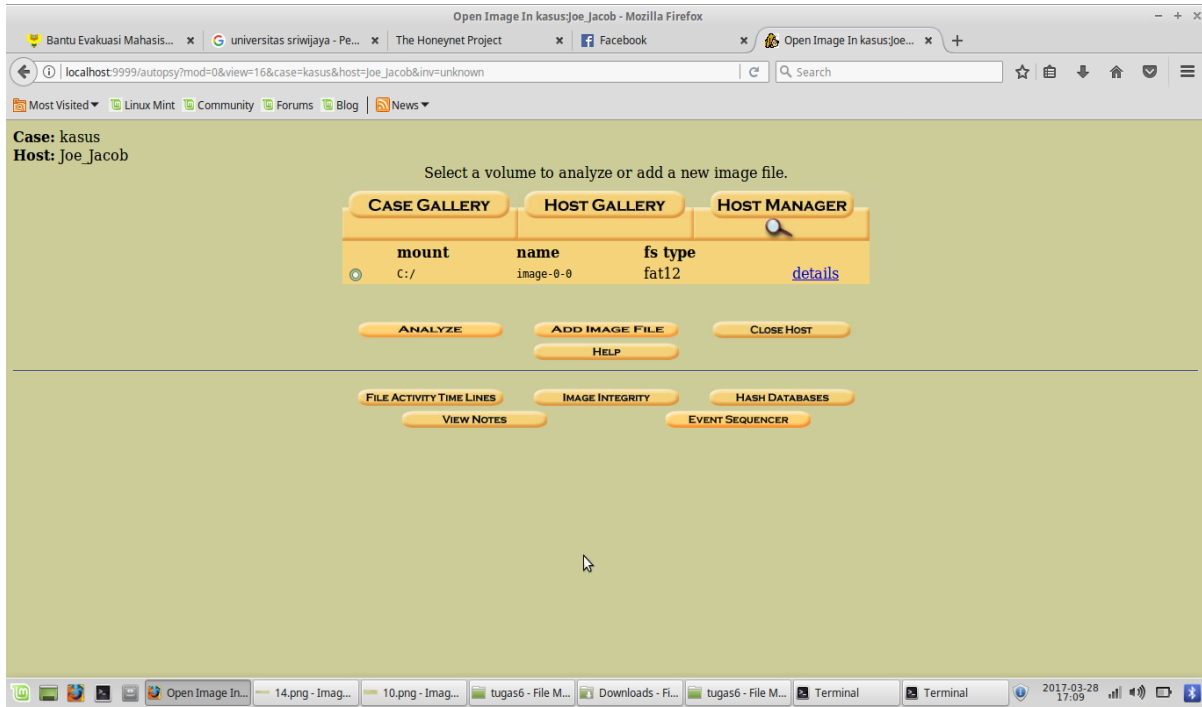 Open Image In kasus:Joe_Jacob - Mozilla Firefox
Bantu Evakuasi Mahasis... universitas sriwijaya - Pe... The Honeynet Project Facebook Open Image In kasus:Joe...
localhost:9999/autopsy?mod=0&view=16&case=kasus&host=Joe_Jacob&inv=unknown Search
Most Visited Linux Mint Community Forums Blog News
Case: kasus
Host: Joe_Jacob
Select a volume to analyze or add a new image file.
CASE GALLERY HOST GALLERY HOST MANAGER
mount name fs type
C:/ image-0-0 fat12 details
ANALYZE ADD IMAGE FILE CLOSE HOST
HELP
FILE ACTIVITY TIME LINES IMAGE INTEGRITY HASH DATABASES
VIEW NOTES EVENT SEQUENCER
Open Image In... 14.png - Imag... 10.png - Imag... tugas6 - File M... Downloads - Fi... tugas6 - File M... Terminal Terminal 2017-03-28
17:09